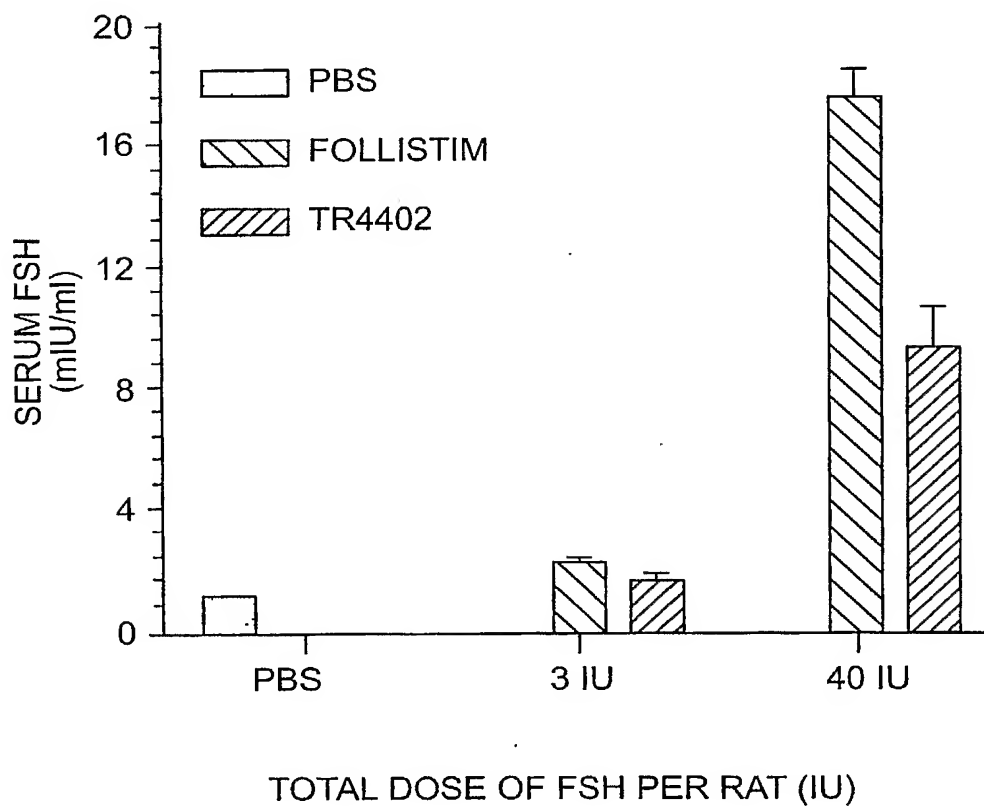 20
16
12
8
4
0
SERUM FSH
(mIU/ml)
PBS
FOLLISTIM
TR4402
PBS
3 IU
40 IU
TOTAL DOSE OF FSH PER RAT (IU)